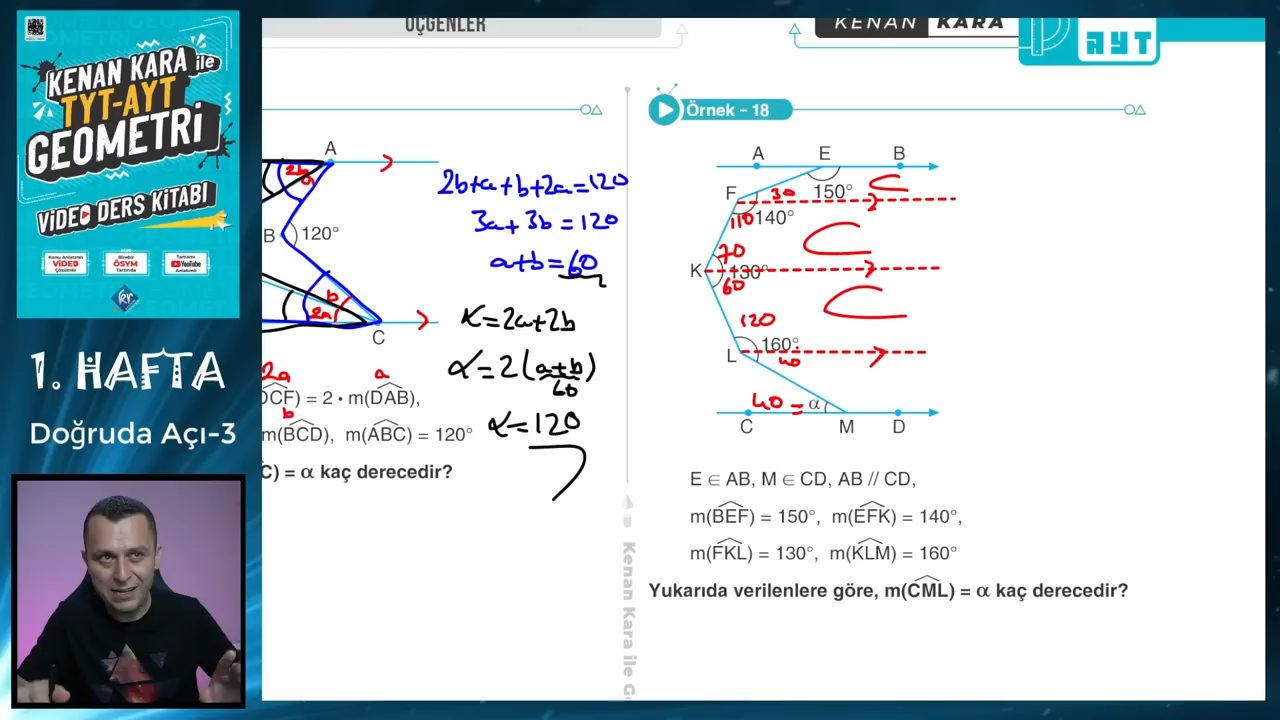 KENAN KARA ile
TYT-AYT
GEOMETRİ
VİDEO DERS KİTABI
1. HAFTA
Doğruda Açı-3
ÜÇGENLER
KENAN KARA
AYT
A
2b
a
B
120°
b
2a
C
2b+a+b+2a=120
3a+3b=120
a+b=60
α=2a+2b
α=2(a+b)
60
α=120
2a
a
DCF) = 2 · m(DAB),
b
m(BCD), m(ABC) = 120°
C) = α kaç derecedir?
Kenan Kara ile G
Örnek - 18
A E B
F 30 150°
110 140°
70
K 130°
60
120
L 160°
40
40 = α
C M D
E ∈ AB, M ∈ CD, AB // CD,
m(BEF) = 150°, m(EFK) = 140°,
m(FKL) = 130°, m(KLM) = 160°
Yukarıda verilenlere göre, m(CML) = α kaç derecedir?